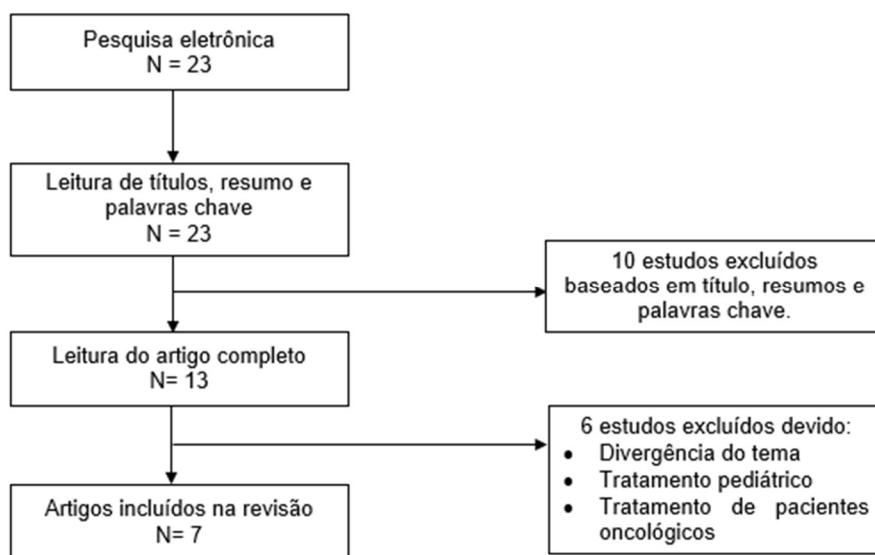 Pesquisa eletrônica
N = 23
Leitura de títulos, resumo e
palavras chave
N = 23
10 estudos excluídos
baseados em título, resumos e
palavras chave.
Leitura do artigo completo
N= 13
6 estudos excluídos devido:
• Divergência do tema
• Tratamento pediátrico
• Tratamento de pacientes
oncológicos
Artigos incluídos na revisão
N= 7